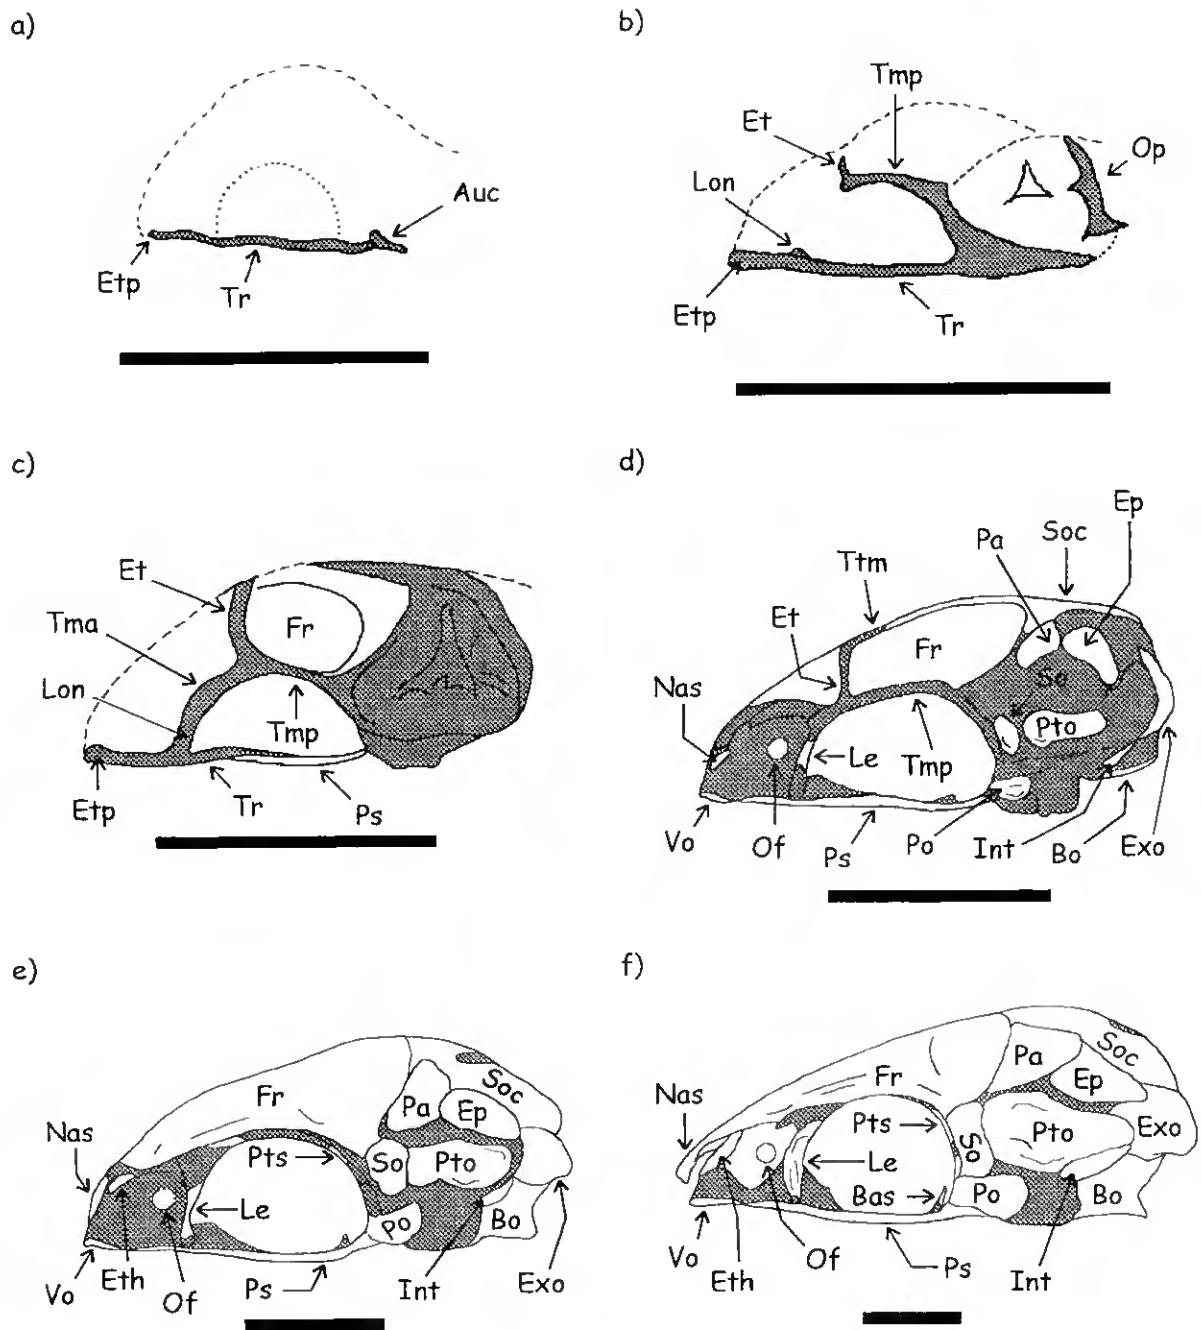 a)
Auc
Etp
Tr
b)
Tmp
Et
Op
Lon
Etp
Tr
c)
Et
Tma
Fr
Lon
Tmp
Etp
Tr
Ps
d)
Ep
Soc
Pa
Ttm
Et
Fr
Nas
So
Pto
Le
Tmp
Vo
Of
Ps
Po
Int
Bo
Exo
e)
Soc
Fr
Pa
Ep
Nas
Pts
So
Pto
Le
Po
Bo
Vo
Eth
Of
Ps
Int
Exo
f)
Soc
Pa
Fr
Ep
Nas
Pts
So
Pto
Exo
Le
Bas
Po
Bo
Vo
Eth
Of
Ps
Int